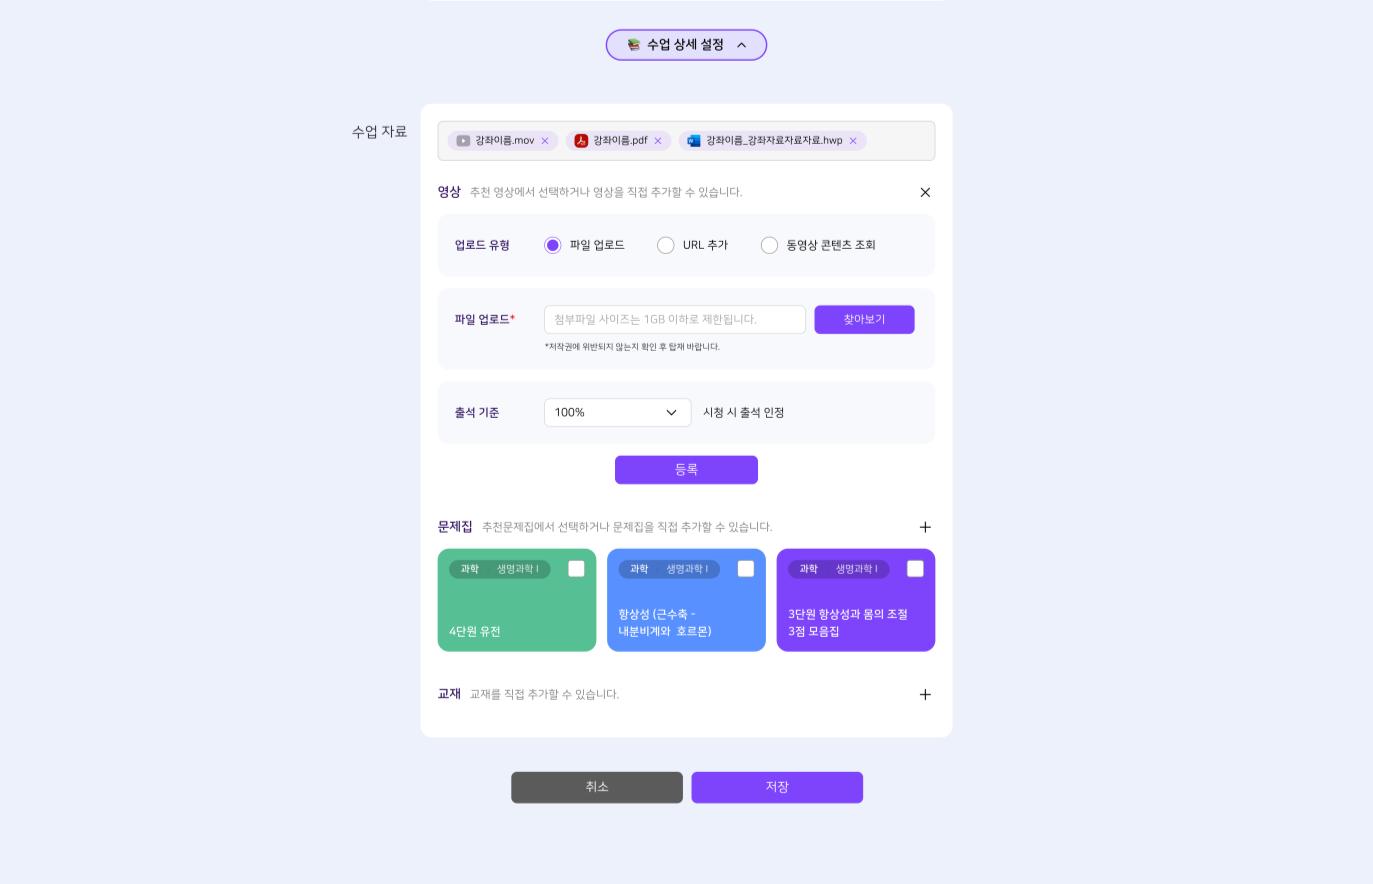 수업 상세 설정
수업 자료
강좌이름.mov 강좌이름.pdf 강좌이름_강좌자료자료자료.hwp
영상 추천 영상에서 선택하거나 영상을 직접 추가할 수 있습니다.
업로드 유형 파일 업로드 URL 추가 동영상 콘텐츠 조회
파일 업로드* 첨부파일 사이즈는 1GB 이하로 제한됩니다. 찾아보기
*저작권에 위반되지 않는지 확인 후 탑재 바랍니다.
출석 기준 100% 시청 시 출석 인정
등록
문제집 추천문제집에서 선택하거나 문제집을 직접 추가할 수 있습니다.
과학 생명과학 I
4단원 유전
과학 생명과학 I
항상성 (근수축 -
내분비계와 호르몬)
과학 생명과학 I
3단원 항상성과 몸의 조절
3점 모음집
교재 교재를 직접 추가할 수 있습니다.
취소 저장